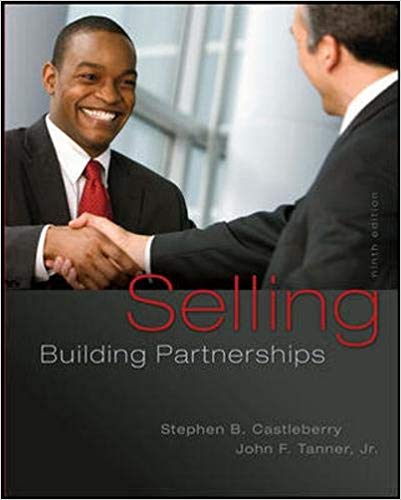 ninth edition
Selling
Building Partnerships
Stephen B. Castleberry
John F. Tanner, Jr.